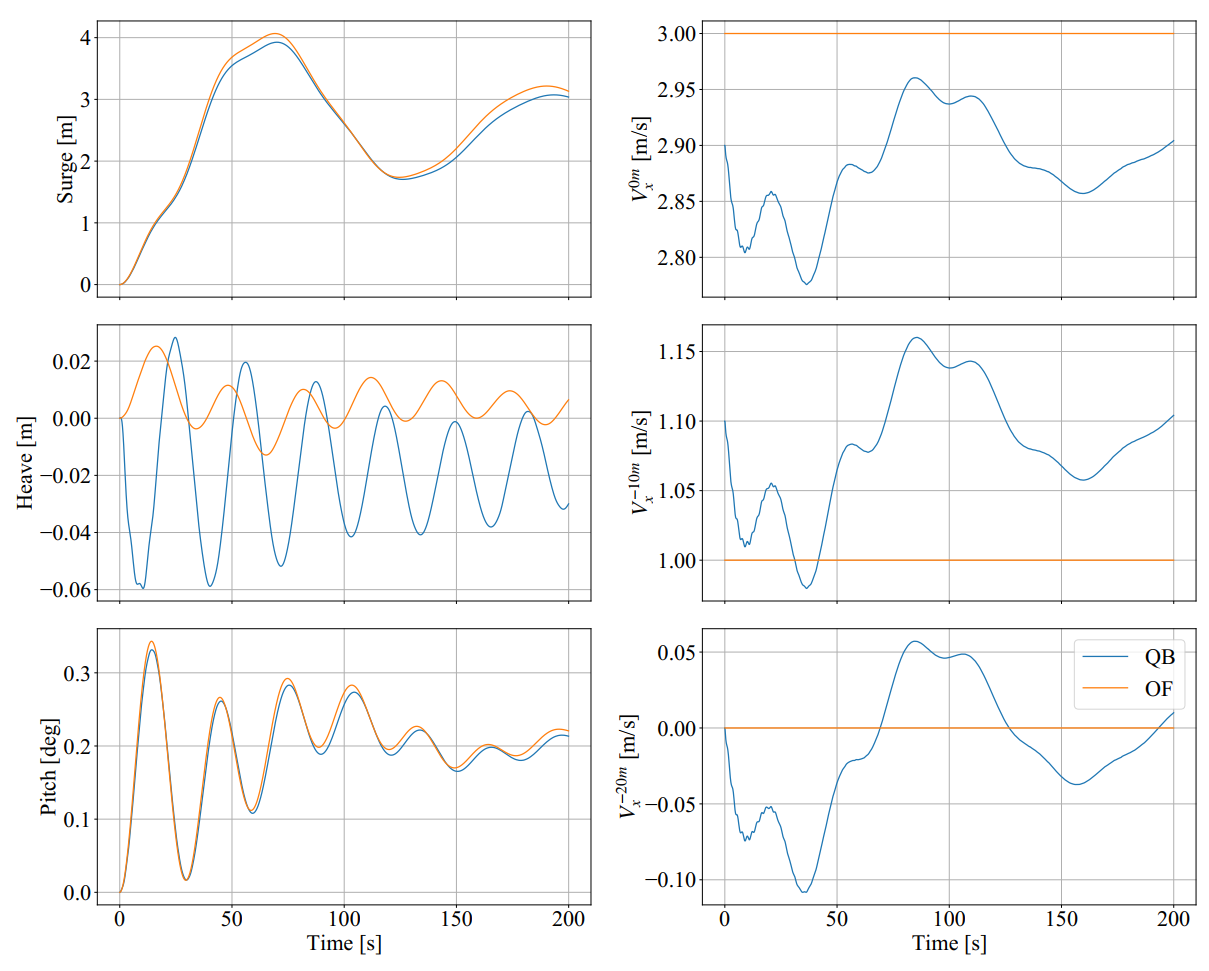 4
3
2
1
0
Surge [m]
3.00
2.95
2.90
2.85
2.80
V_x^{0m} [m/s]
0.02
0.00
−0.02
−0.04
−0.06
Heave [m]
1.15
1.10
1.05
1.00
V_x^{−10m} [m/s]
0.3
0.2
0.1
0.0
Pitch [deg]
0 50 100 150 200
Time [s]
0.05
0.00
−0.05
−0.10
V_x^{−20m} [m/s]
QB
OF
0 50 100 150 200
Time [s]